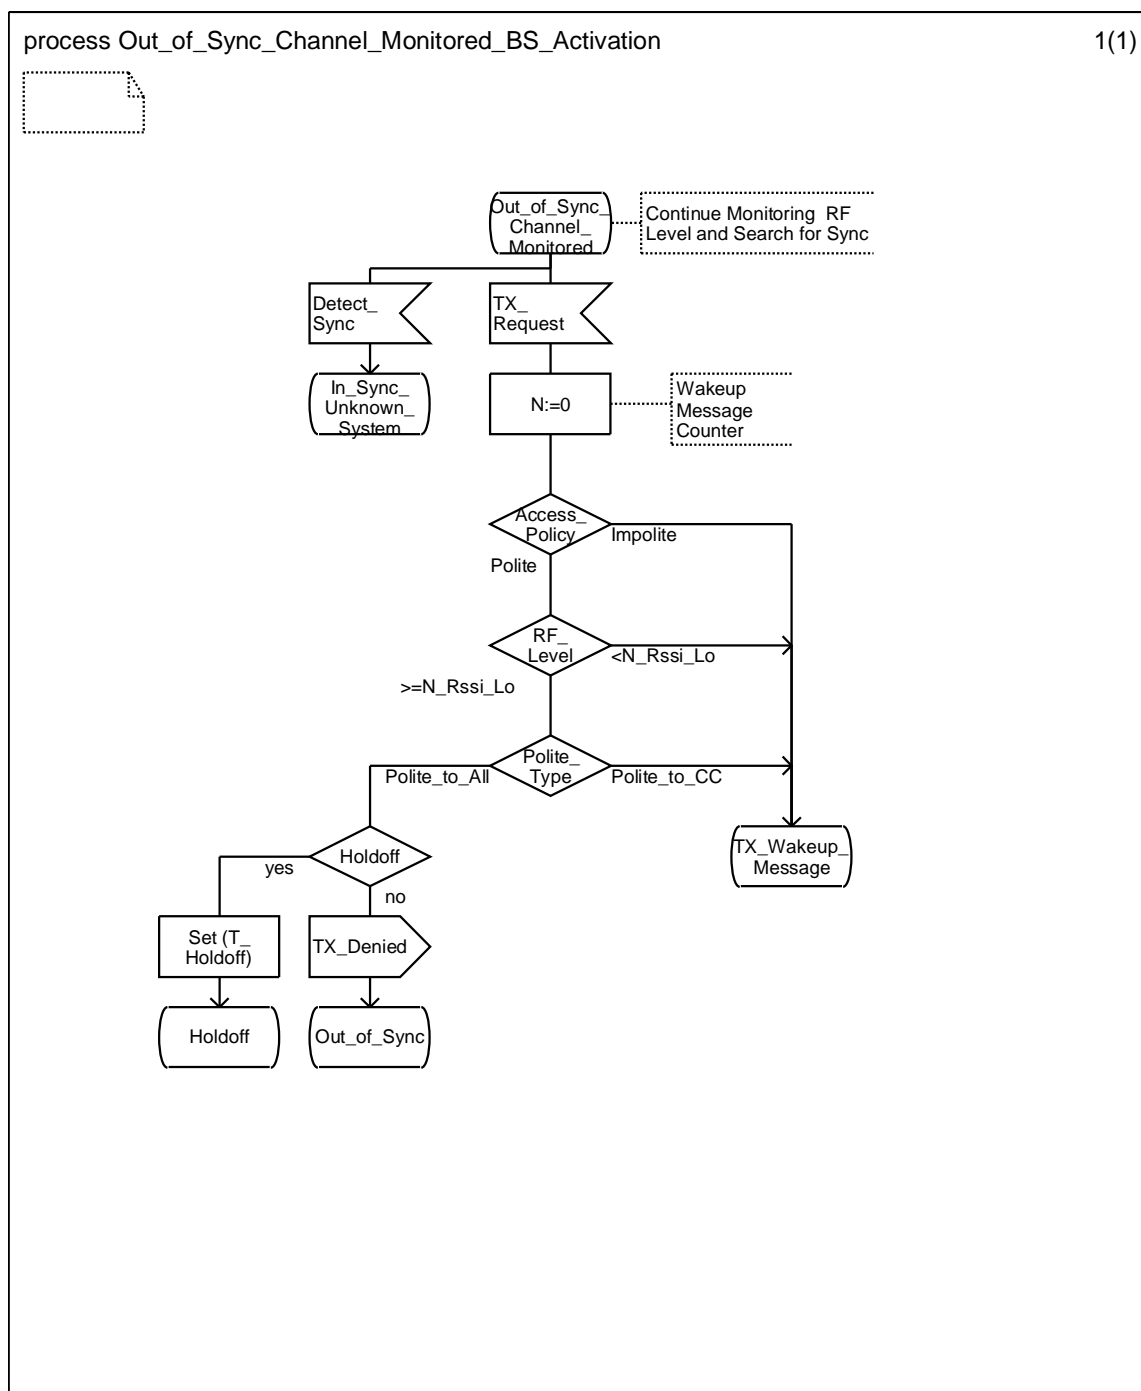 process Out_of_Sync_Channel_Monitored_BS_Activation
1(1)
Out_of_Sync_
Channel_
Monitored
Continue Monitoring RF
Level and Search for Sync
Detect_
Sync
TX_
Request
In_Sync_
Unknown_
System
N:=0
Wakeup
Message
Counter
Access_
Policy
Impolite
Polite
RF_
Level
<N_Rssi_Lo
>=N_Rssi_Lo
Polite_
Type
Polite_to_All
Polite_to_CC
Holdoff
yes
no
TX_Wakeup_
Message
Set (T_
Holdoff)
TX_Denied
Holdoff
Out_of_Sync